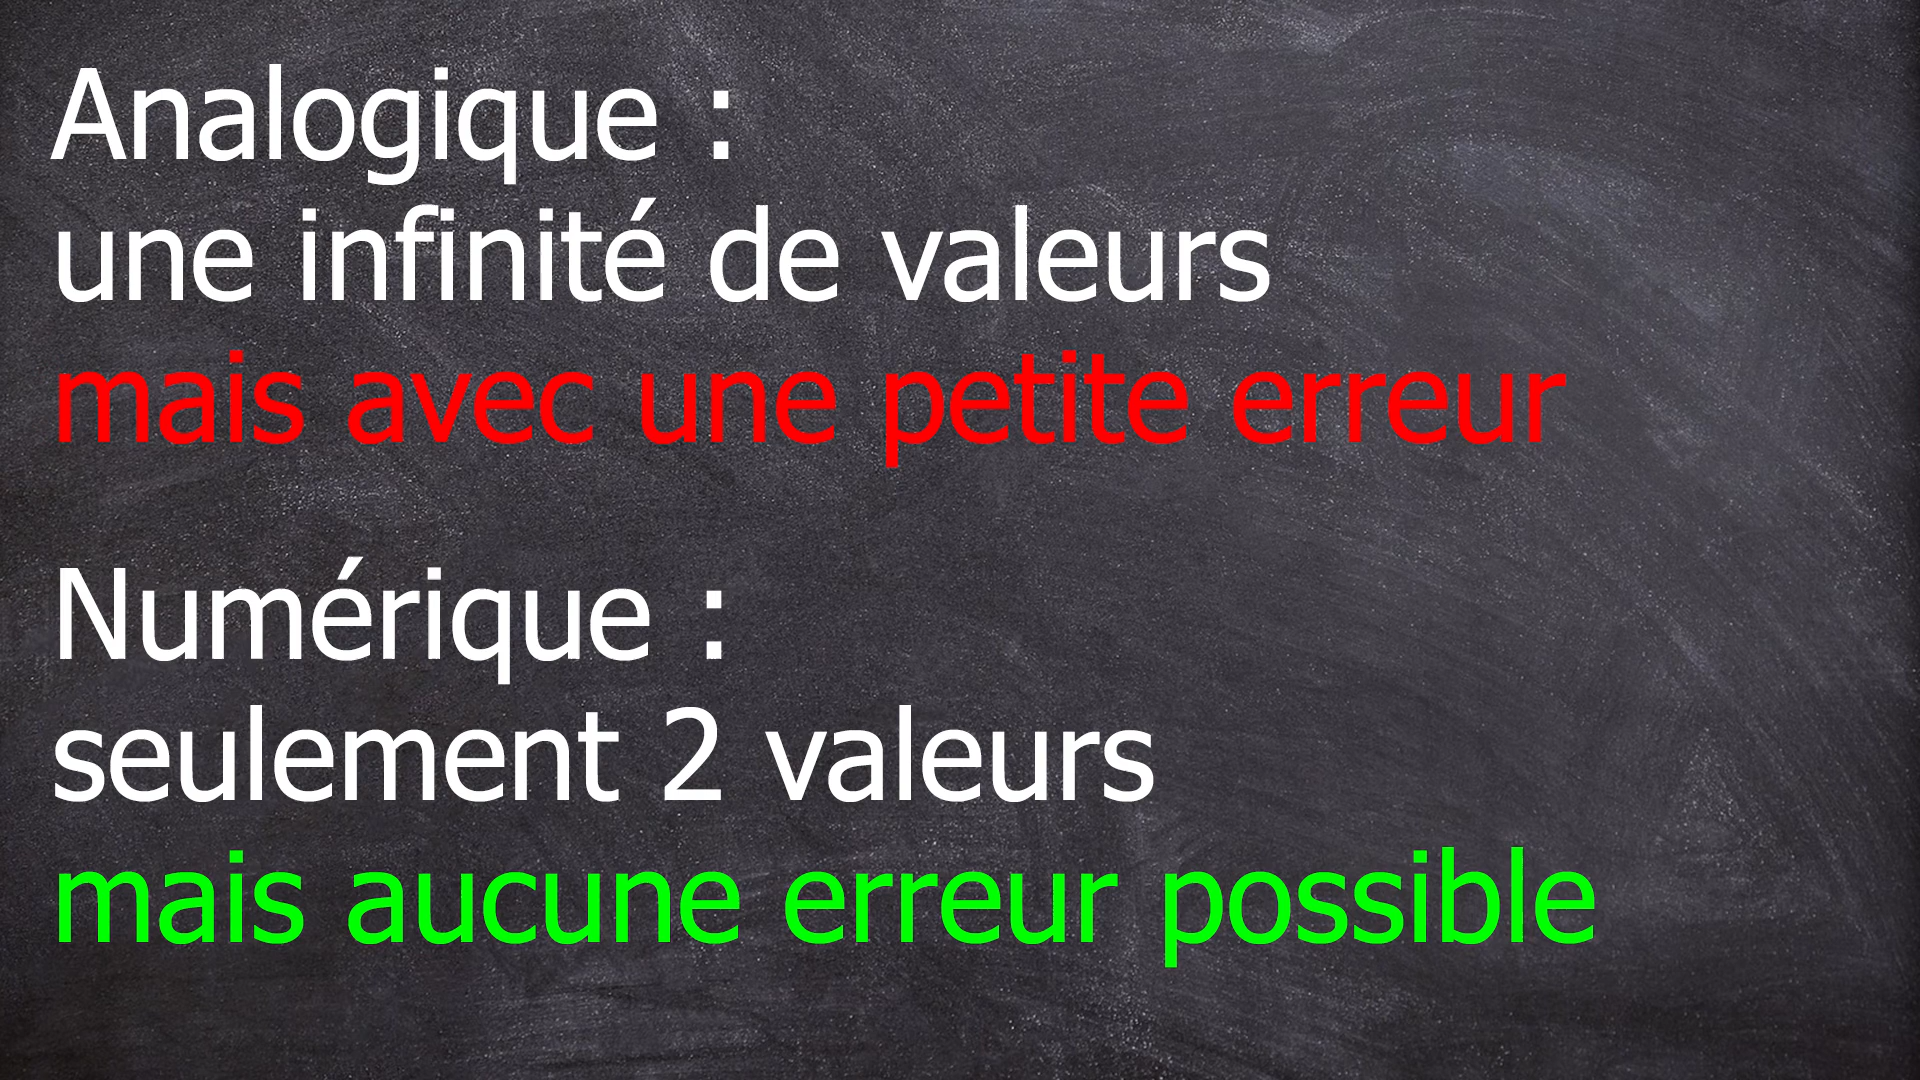 Analogique :
une infinité de valeurs
mais avec une petite erreur
Numérique :
seulement 2 valeurs
mais aucune erreur possible